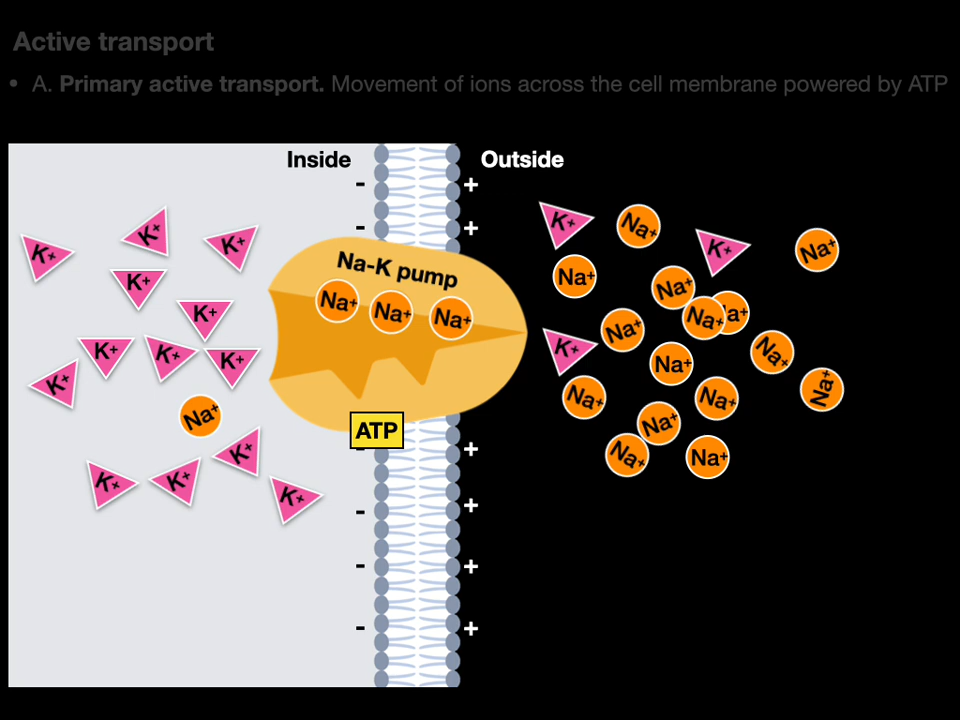 Active transport
• A. Primary active transport. Movement of ions across the cell membrane powered by ATP
Inside
Outside
- +
- +
K+ K+ K+ K+ Na+ K+ Na+
Na-K pump
K+ Na+ Na+
Na+ Na+ Na+
K+ Na+ Na+ Na+
K+ K+ K+ K+ Na+ Na+
K+ Na+ Na+ Na+ Na+
Na+ Na+
ATP
- +
K+ Na+ Na+
K+ K+ K+
- +
- +
- +